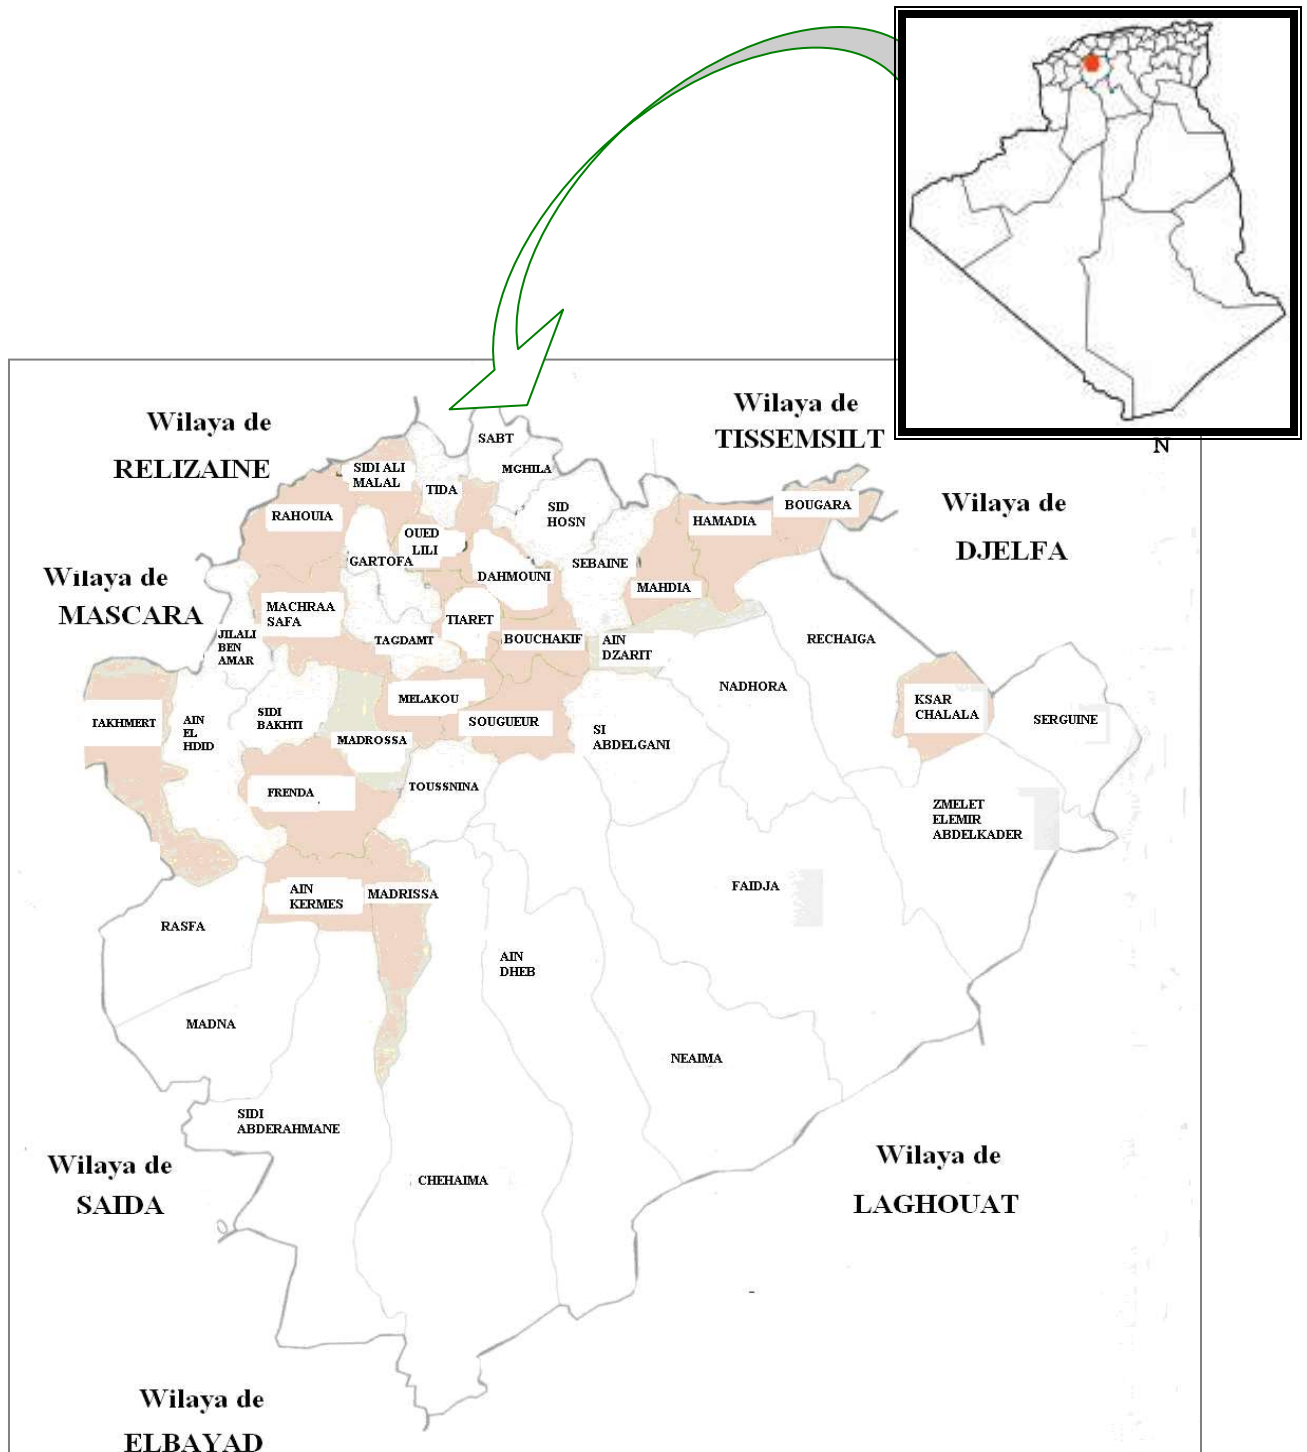 N
Wilaya de
RELIZAINE
Wilaya de
TISSEMSILT
Wilaya de
DJELFA
Wilaya de
MASCARA
SABT
MGHILA
SIDI ALI
MALAL
TIDA
SID
HOSN
RAHOUIA
OUED
LILI
GARTOFA
DAHMOUNI
SEBAINE
HAMADIA
BOUGARA
MAHDIA
MACHRAA
SAFA
TIARET
JILALI
BEN
AMAR
TAGDAMT
BOUCHAKIF
AIN
DZARIT
RECHAIGA
NADHORA
MELAKOU
SOUGUEUR
KSAR
CHALALA
SERGUINE
TAKHMERT
AIN
EL
HDID
SIDI
BAKHTI
MADROSSA
SI
ABDELGANI
FRENDA
TOUSSNINA
ZMELET
ELEMIR
ABDELKADER
AIN
KERMES
MADRISSA
FAIDJA
RASFA
AIN
DHEB
MADNA
NEAIMA
SIDI
ABDERAHMANE
CHEHAIMA
Wilaya de
SAIDA
Wilaya de
LAGHOUAT
Wilaya de
ELBAYAD